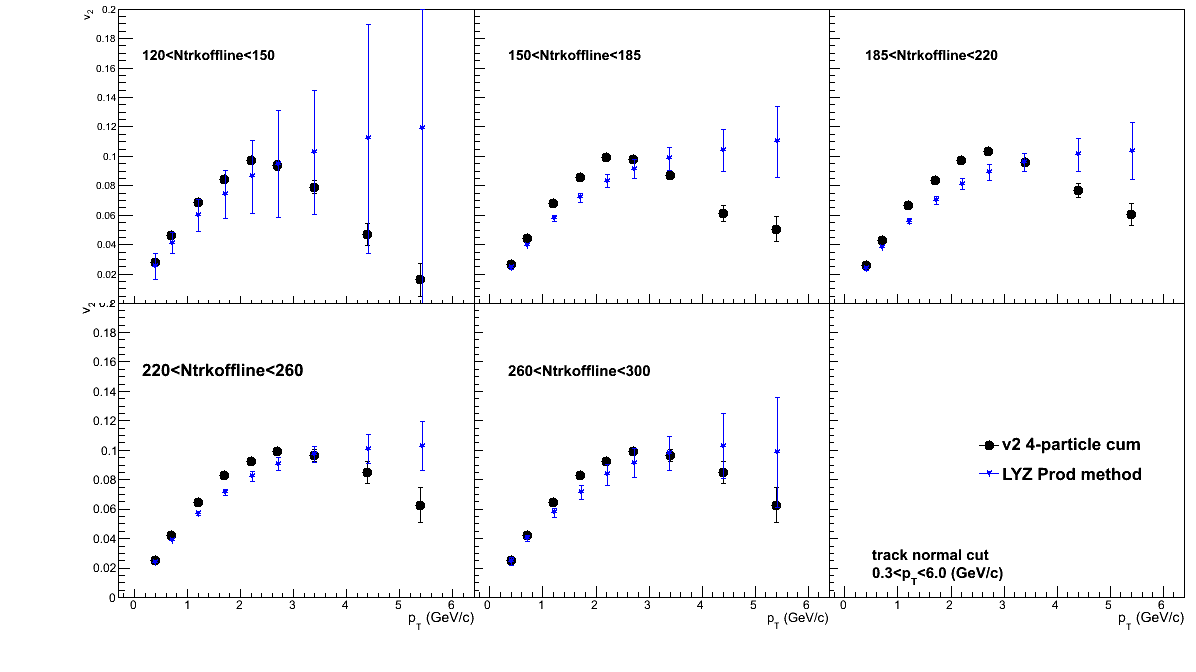 v2
0.2
0.18
0.16
0.14
0.12
0.1
0.08
0.06
0.04
0.02
120<Ntrkoffline<150
150<Ntrkoffline<185
185<Ntrkoffline<220
v2
0.2
0.18
0.16
0.14
0.12
0.1
0.08
0.06
0.04
0.02
0
220<Ntrkoffline<260
260<Ntrkoffline<300
v2 4-particle cum
LYZ Prod method
track normal cut
0.3<pT<6.0 (GeV/c)
0 1 2 3 4 5 6
pT (GeV/c)
0 1 2 3 4 5 6
pT (GeV/c)
0 1 2 3 4 5 6
pT (GeV/c)